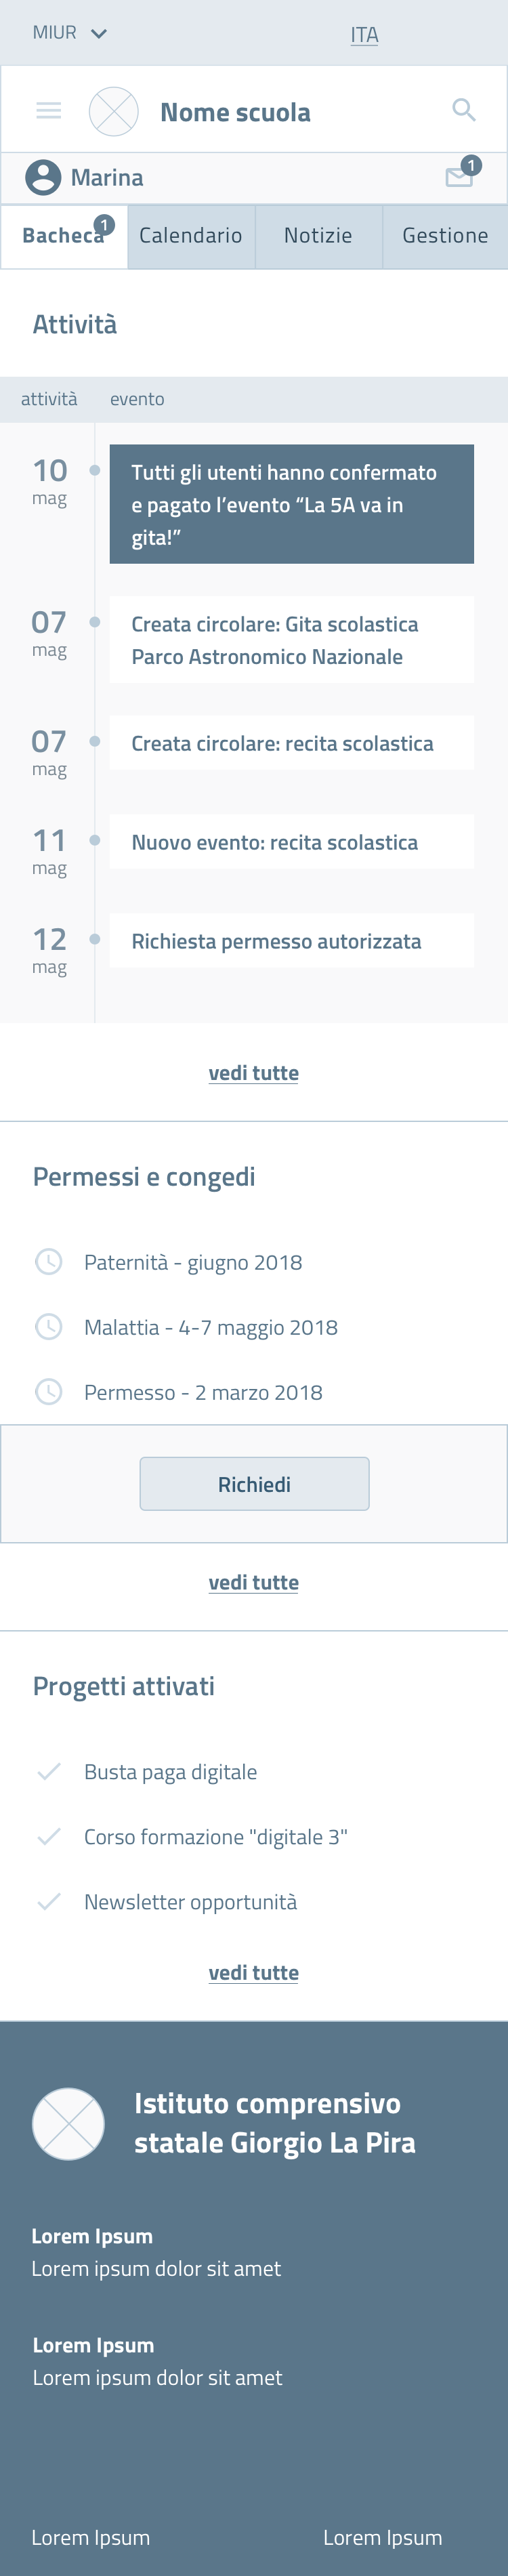 MIUR
ITA
Nome scuola
Marina
1
Bacheca
1
Calendario
Notizie
Gestione
Attività
attività
evento
10
mag
Tutti gli utenti hanno confermato
e pagato l’evento “La 5A va in
gita!”
07
mag
Creata circolare: Gita scolastica
Parco Astronomico Nazionale
07
mag
Creata circolare: recita scolastica
11
mag
Nuovo evento: recita scolastica
12
mag
Richiesta permesso autorizzata
vedi tutte
Permessi e congedi
Paternità - giugno 2018
Malattia - 4-7 maggio 2018
Permesso - 2 marzo 2018
Richiedi
vedi tutte
Progetti attivati
Busta paga digitale
Corso formazione "digitale 3"
Newsletter opportunità
vedi tutte
Istituto comprensivo
statale Giorgio La Pira
Lorem Ipsum
Lorem ipsum dolor sit amet
Lorem Ipsum
Lorem ipsum dolor sit amet
Lorem Ipsum
Lorem Ipsum